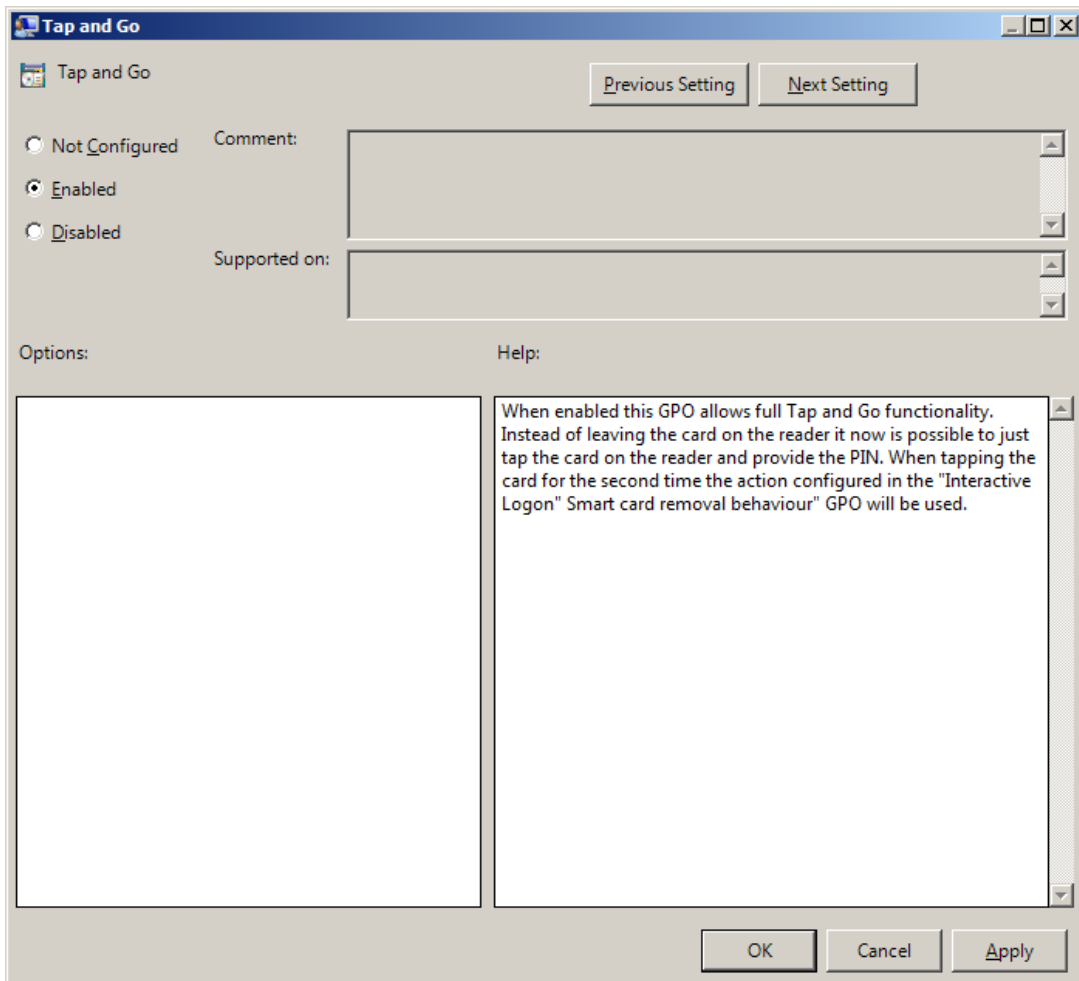 Tap and Go
Tap and Go
Previous Setting
Next Setting
Not Configured
Comment:
Enabled
Disabled
Supported on:
Options:
Help:
When enabled this GPO allows full Tap and Go functionality.
Instead of leaving the card on the reader it now is possible to just
tap the card on the reader and provide the PIN. When tapping the
card for the second time the action configured in the "Interactive
Logon" Smart card removal behaviour" GPO will be used.
OK
Cancel
Apply